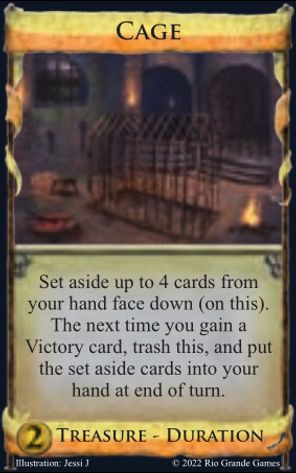 CAGE
Set aside up to 4 cards from
your hand face down (on this).
The next time you gain a
Victory card, trash this, and put
the set aside cards into your
hand at end of turn.
2 TREASURE - DURATION
Illustration: Jessi J © 2022 Rio Grande Games